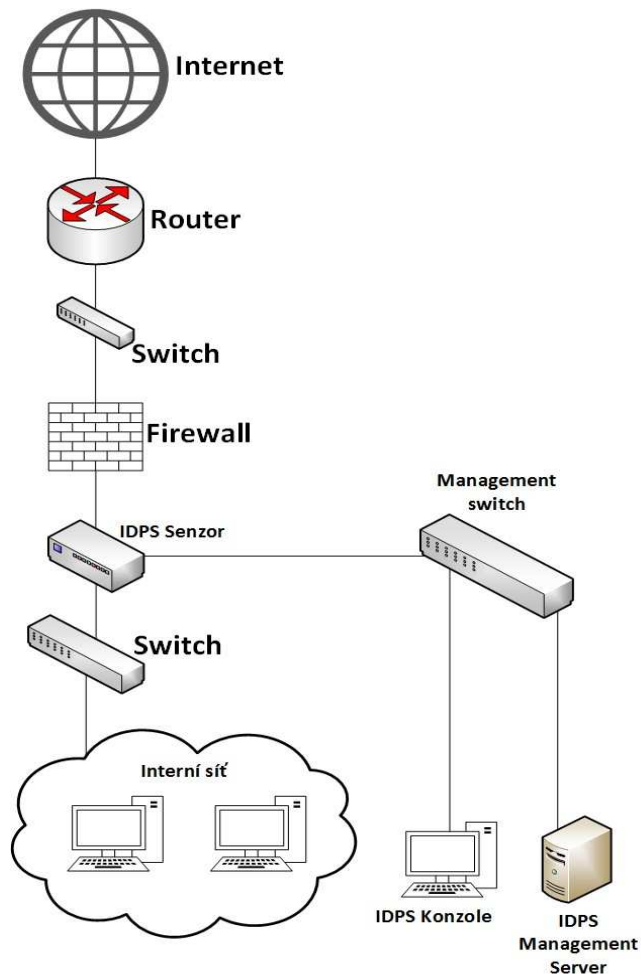 Internet
Router
Switch
Firewall
Management
switch
IDPS Senzor
Switch
Interní síť
IDPS Konzole
IDPS
Management
Server